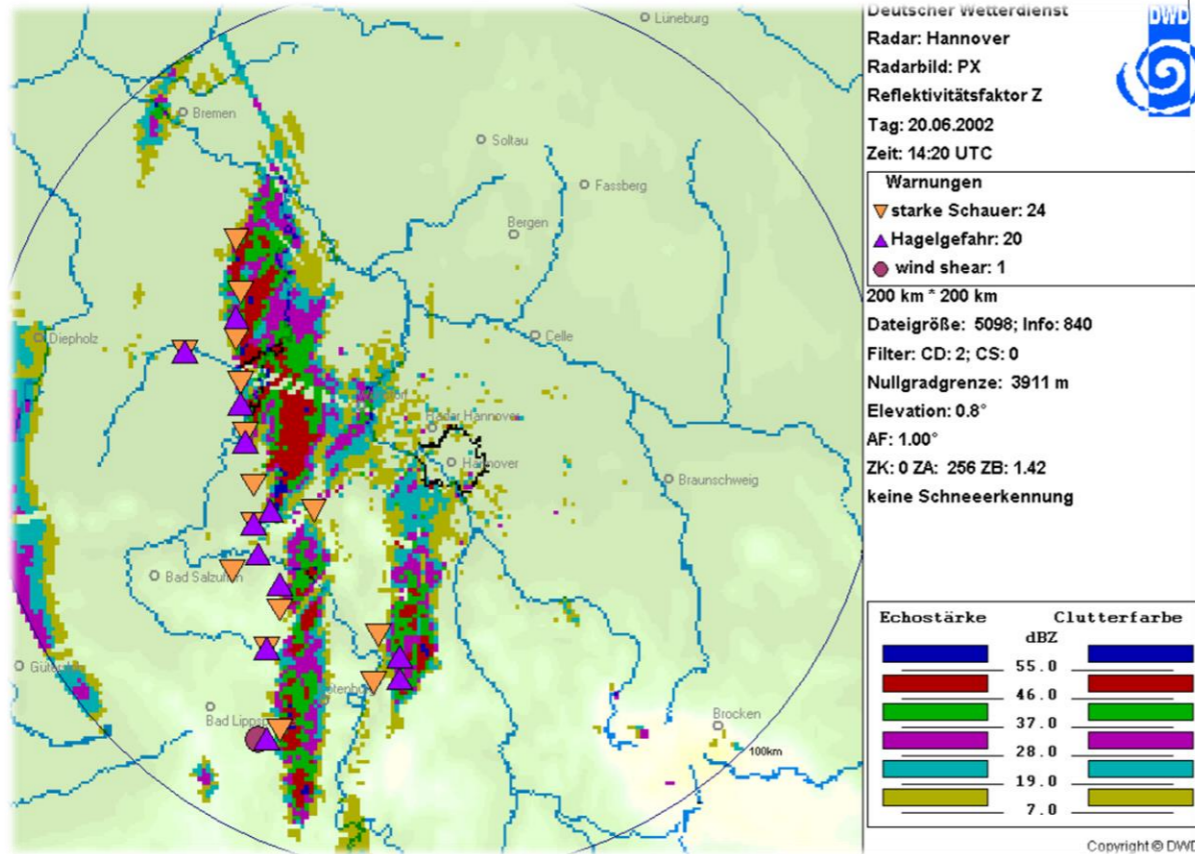 Deutscher Wetterdienst
DWD
Radar: Hannover
Radarbild: PX
Reflektivitätsfaktor Z
Tag: 20.06.2002
Zeit: 14:20 UTC
Warnungen
starke Schauer: 24
Hagelgefahr: 20
wind shear: 1
200 km * 200 km
Dateigröße: 5098; Info: 840
Filter: CD: 2; CS: 0
Nullgradgrenze: 3911 m
Elevation: 0.8°
AF: 1.00°
ZK: 0 ZA: 256 ZB: 1.42
keine Schneeerkennung
Echostärke Clutterfarbe
dBZ
55.0
46.0
37.0
28.0
19.0
7.0
Copyright © DWD
Lüneburg
Bremen
Soltau
Fassberg
Bergen
Diepholz
Celle
Radar Hannover
Hannover
Braunschweig
Bad Salzuflen
Bad Lippsp
Brocken
100km